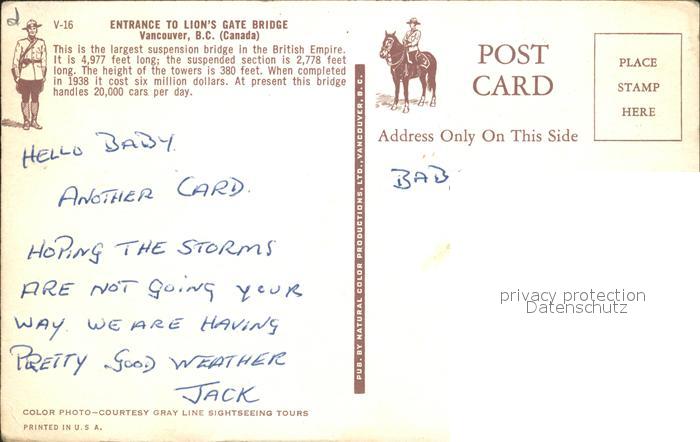 V-16
ENTRANCE TO LION'S GATE BRIDGE
Vancouver, B.C. (Canada)
This is the largest suspension bridge in the British Empire.
It is 4,977 feet long; the suspended section is 2,778 feet
long. The height of the towers is 380 feet. When completed
in 1938 it cost six million dollars. At present this bridge
handles 20,000 cars per day.
HELLO BABY.
ANOTHER CARD.
HOPING THE STORMS
ARE NOT GOING YOUR
WAY. WE ARE HAVING
PRETTY GOOD WEATHER
JACK
COLOR PHOTO—COURTESY GRAY LINE SIGHTSEEING TOURS
PRINTED IN U. S. A.
PUB. BY NATURAL COLOR PRODUCTIONS, LTD., VANCOUVER, B. C.
POST
CARD
PLACE
STAMP
HERE
Address Only On This Side
BAB
privacy protection
Datenschutz